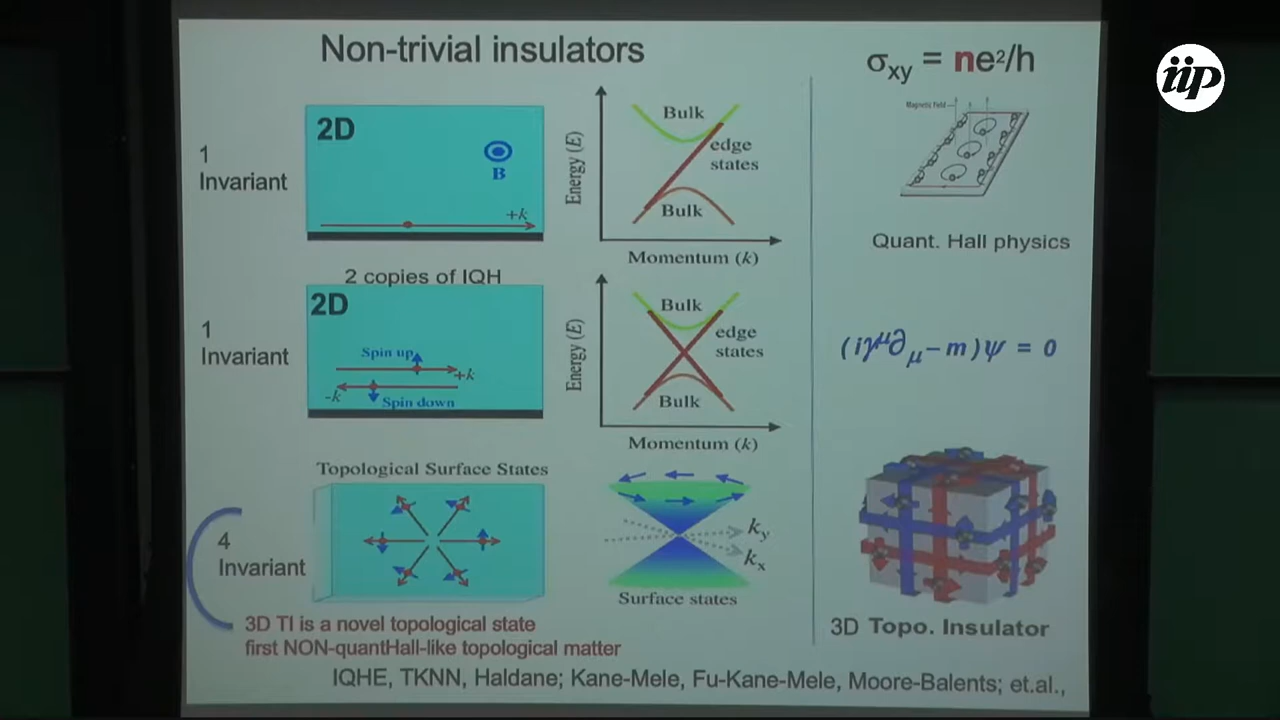 Non-trivial insulators
σxy = ne²/h
iip
1
Invariant
2D
B
+k
Energy (E)
Bulk
edge
states
Bulk
Momentum (k)
Magnetic Field
Quant. Hall physics
2 copies of IQH
1
Invariant
2D
Spin up
+k
-k
Spin down
Energy (E)
Bulk
edge
states
Bulk
Momentum (k)
(iγ^μ∂_μ - m)ψ = 0
Topological Surface States
4
Invariant
ky
kx
Surface states
3D Topo. Insulator
3D TI is a novel topological state
first NON-quantHall-like topological matter
IQHE, TKNN, Haldane; Kane-Mele, Fu-Kane-Mele, Moore-Balents; et.al.,